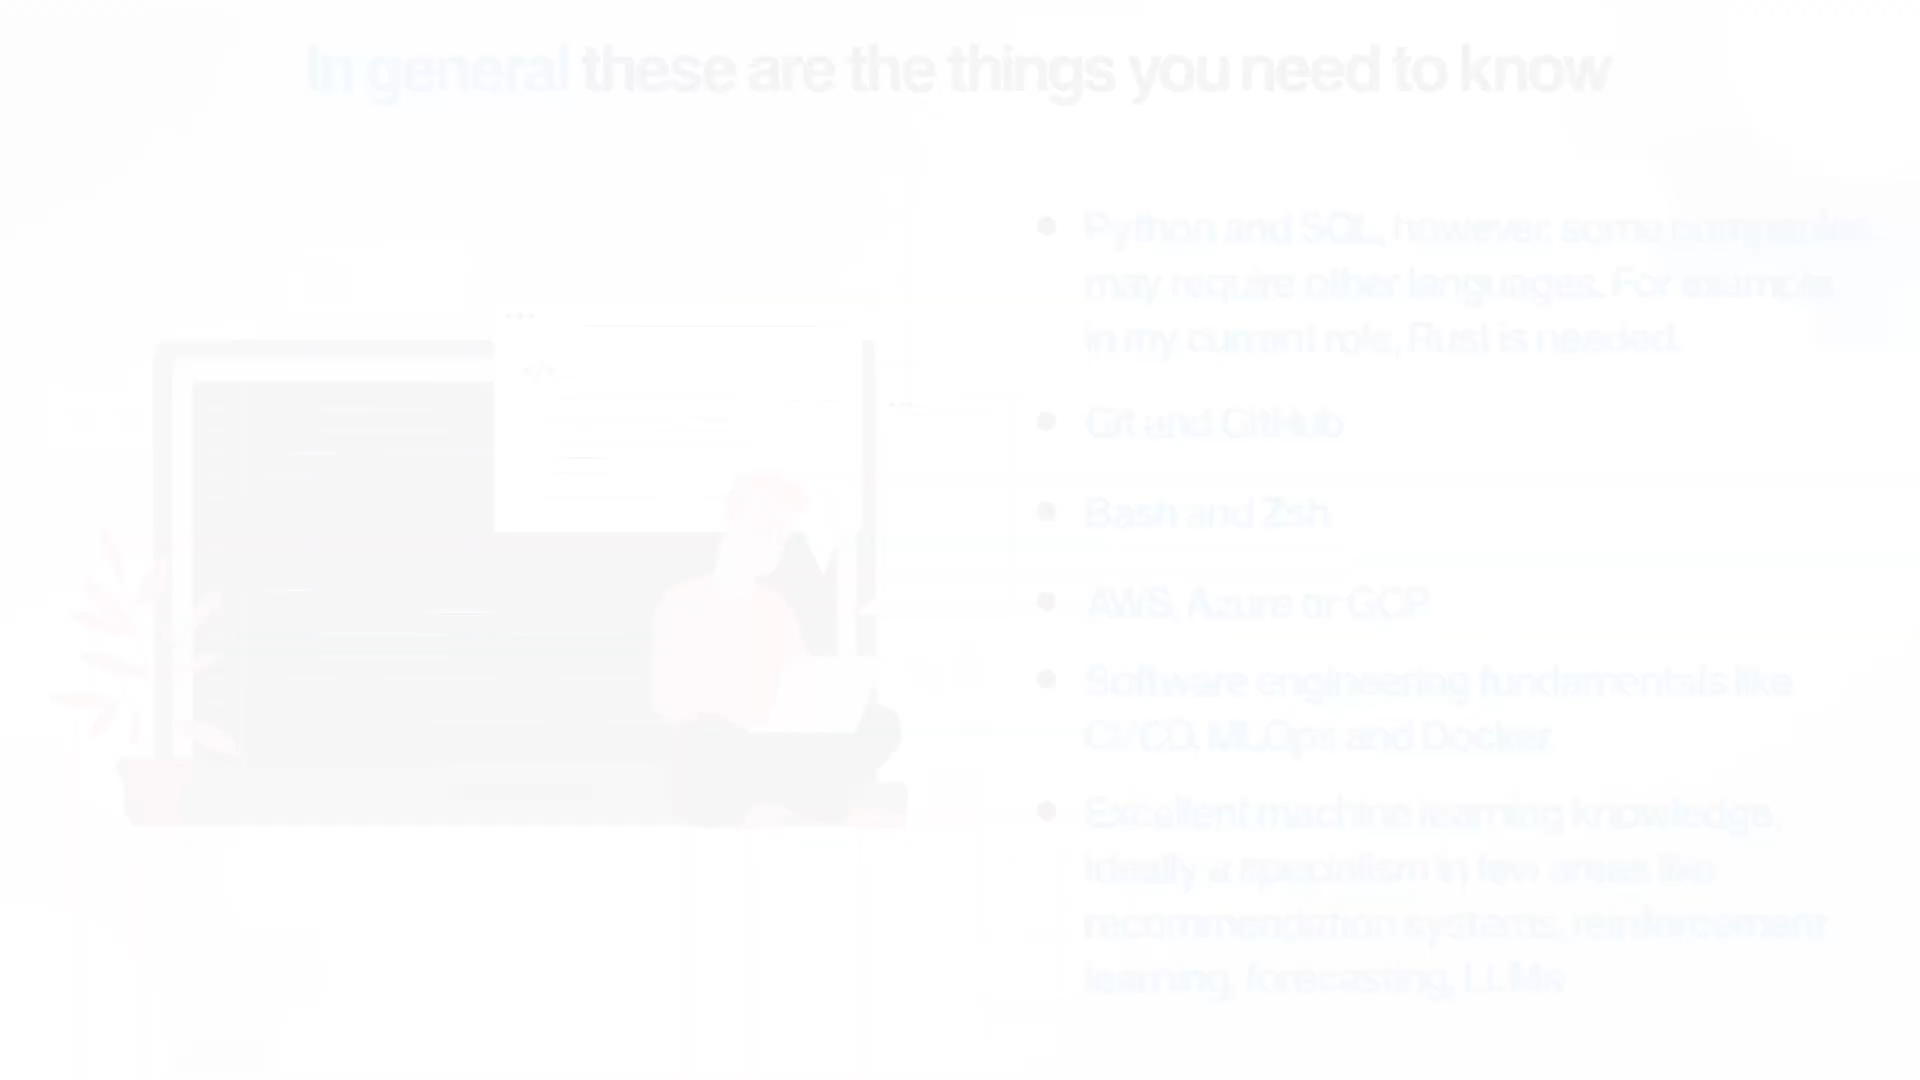 In general these are the things you need to know
Python and SQL, however some companies
may require other languages. For example,
in my current role, Rust is needed.
Git and GitHub
Bash and Zsh
AWS, Azure or GCP
Software engineering fundamentals like
CI/CD, MLOps and Docker
Excellent machine learning knowledge,
Ideally a specialism in few areas like
recommendation systems, reinforcement
learning, forecasting, LLMs